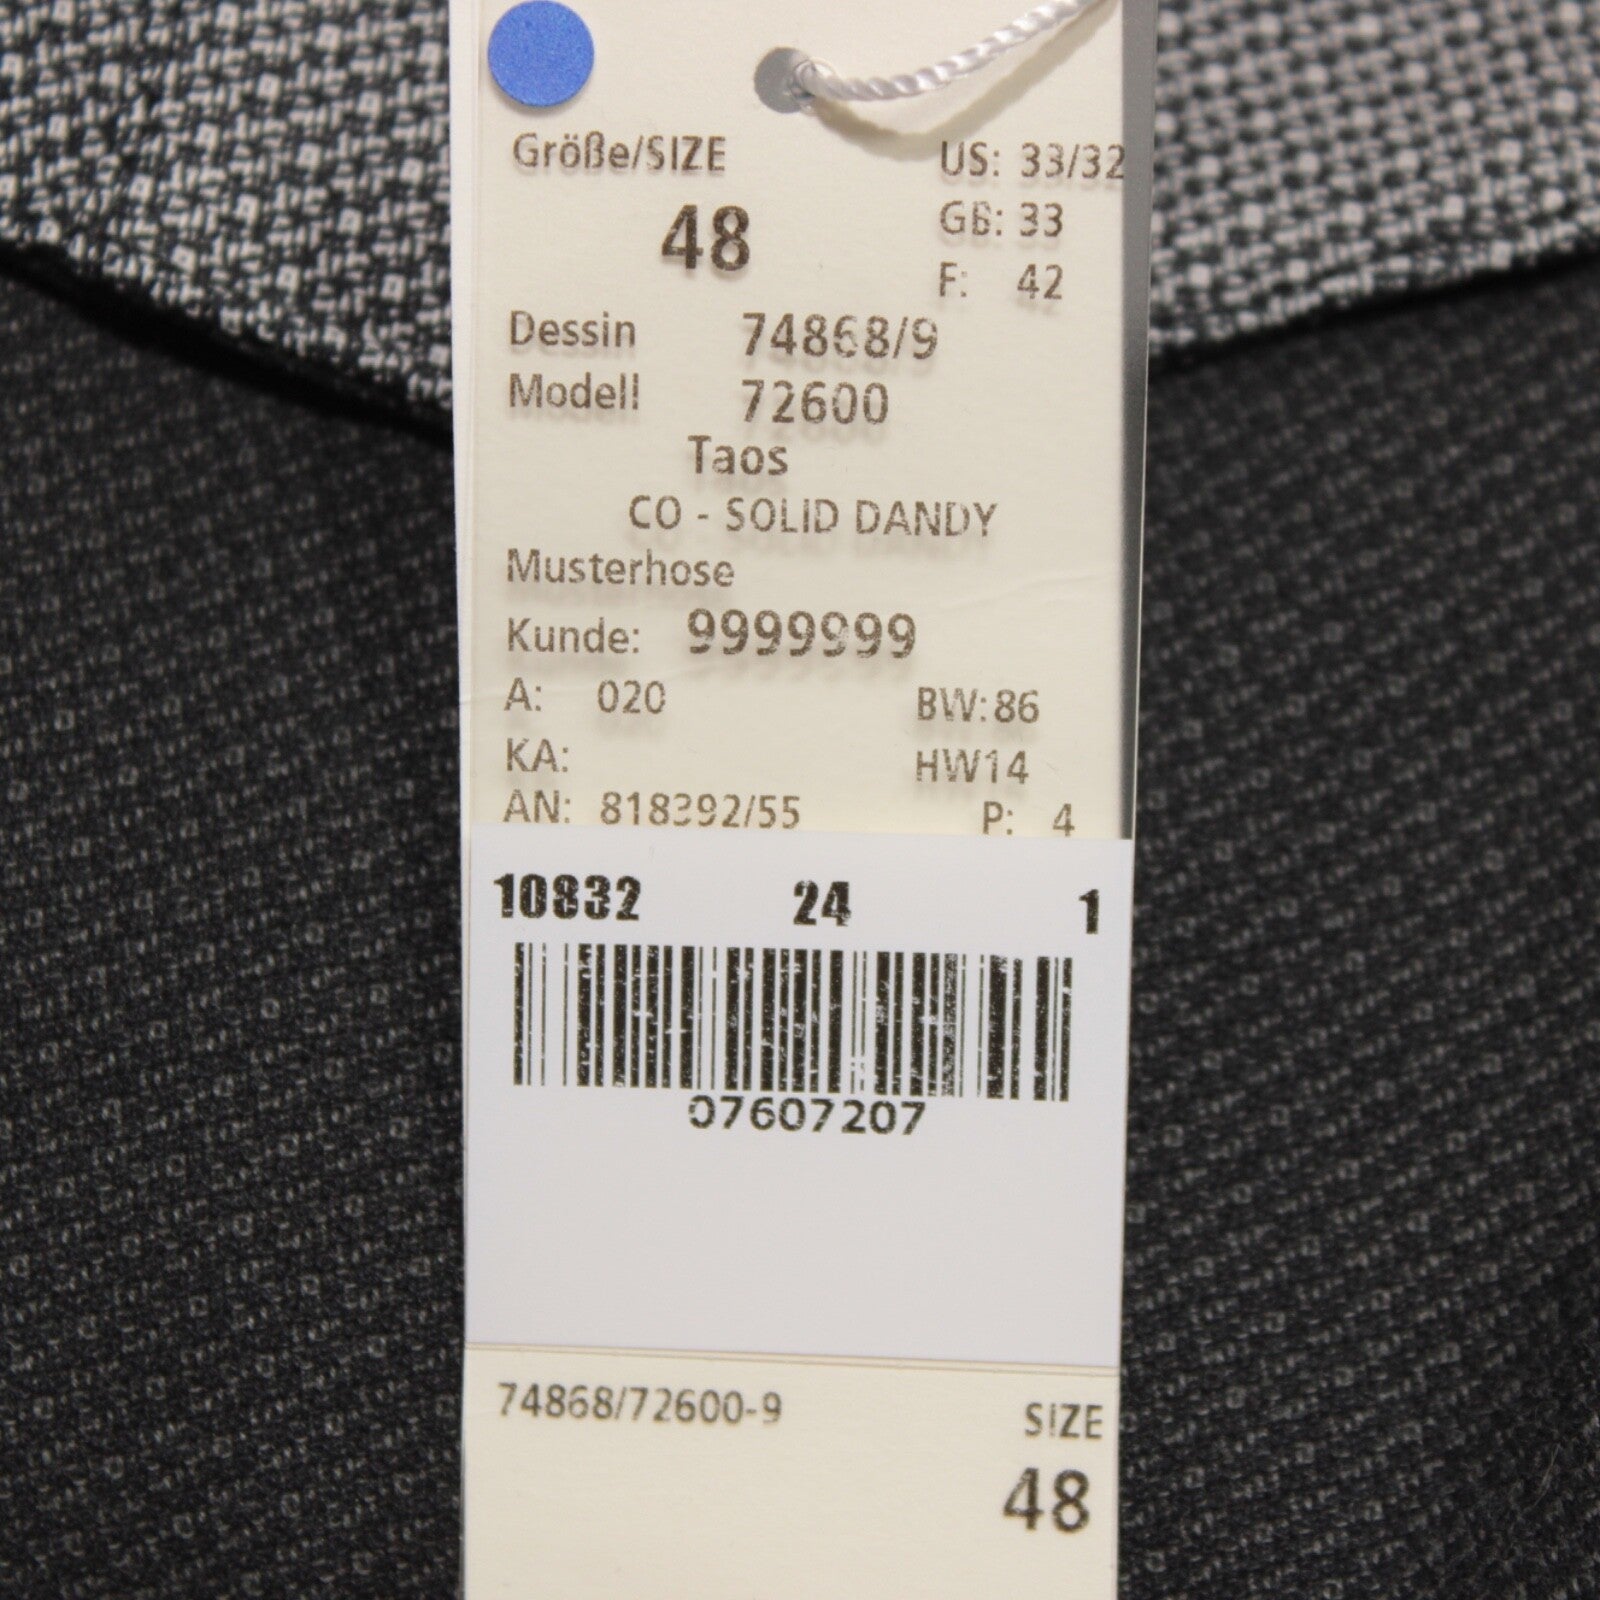 Größe/SIZE
48
US: 33/32
GB: 33
F: 42
Dessin 74868/9
Modell 72600
Taos
CO - SOLID DANDY
Musterhose
Kunde: 9999999
A: 020 BW:86
KA: HW14
AN: 818392/55 P: 4
10832 24 1
07607207
74868/72600-9 SIZE
48